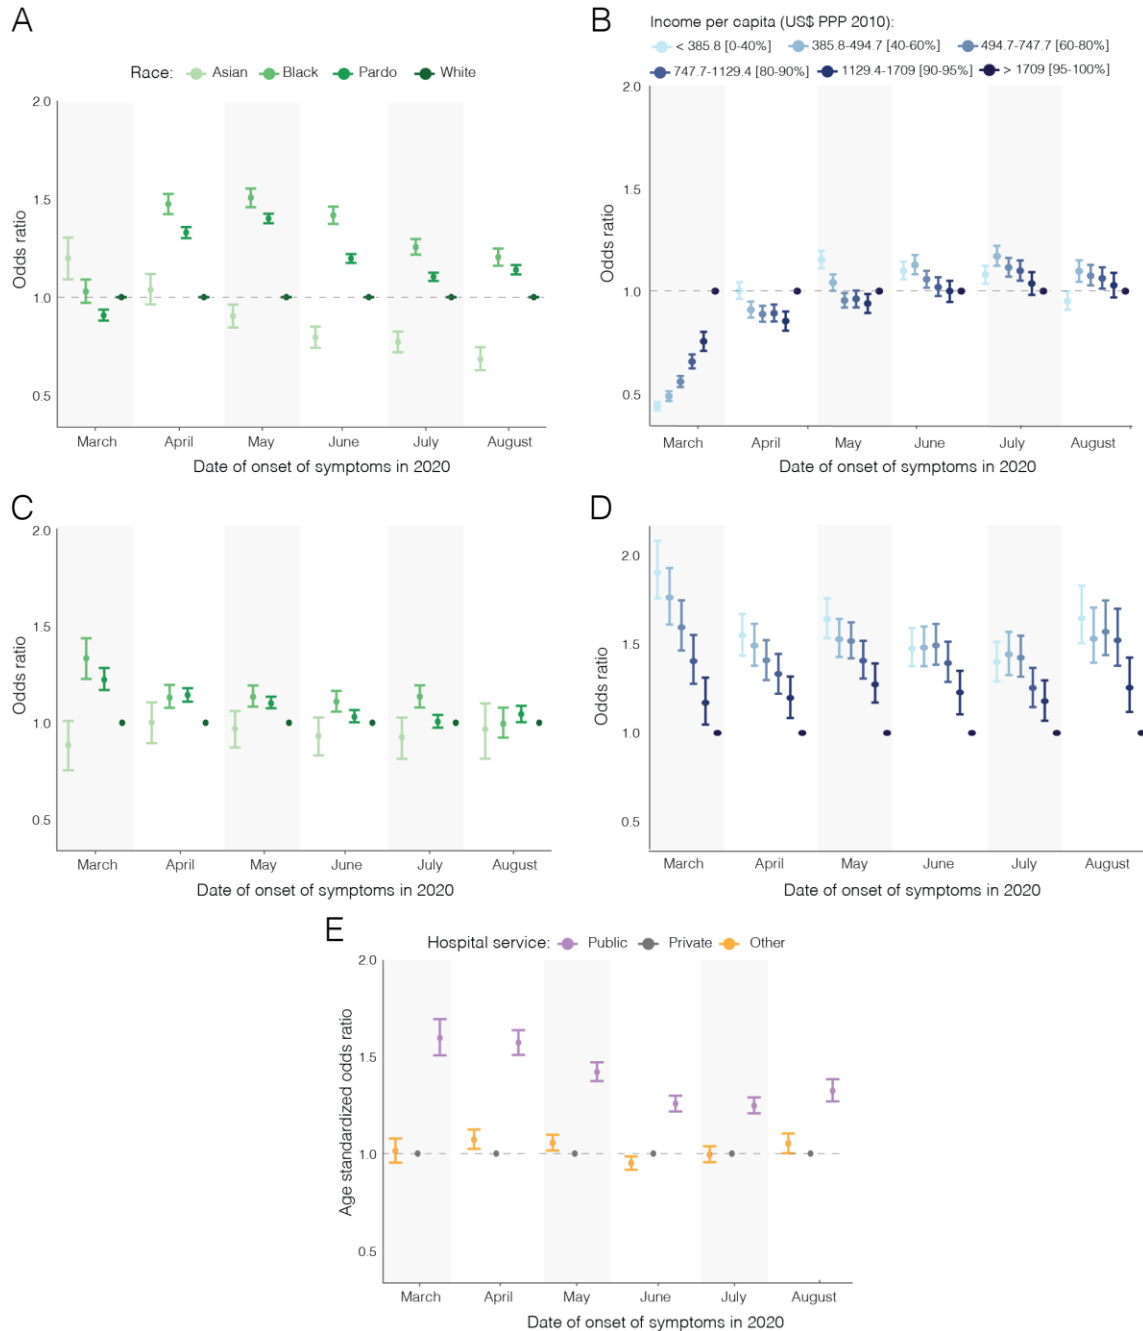 A
Race: Asian Black Pardo White
2.0
1.5
1.0
0.5
Odds ratio
March April May June July August
Date of onset of symptoms in 2020
B
Income per capita (US$ PPP 2010):
< 385.8 [0-40%] 385.8-494.7 [40-60%] 494.7-747.7 [60-80%]
747.7-1129.4 [80-90%] 1129.4-1709 [90-95%] > 1709 [95-100%]
2.0
1.5
1.0
0.5
Odds ratio
March April May June July August
Date of onset of symptoms in 2020
C
2.0
1.5
1.0
0.5
Odds ratio
March April May June July August
Date of onset of symptoms in 2020
D
2.0
1.5
1.0
0.5
Odds ratio
March April May June July August
Date of onset of symptoms in 2020
E
Hospital service: Public Private Other
2.0
1.5
1.0
0.5
Age standardized odds ratio
March April May June July August
Date of onset of symptoms in 2020